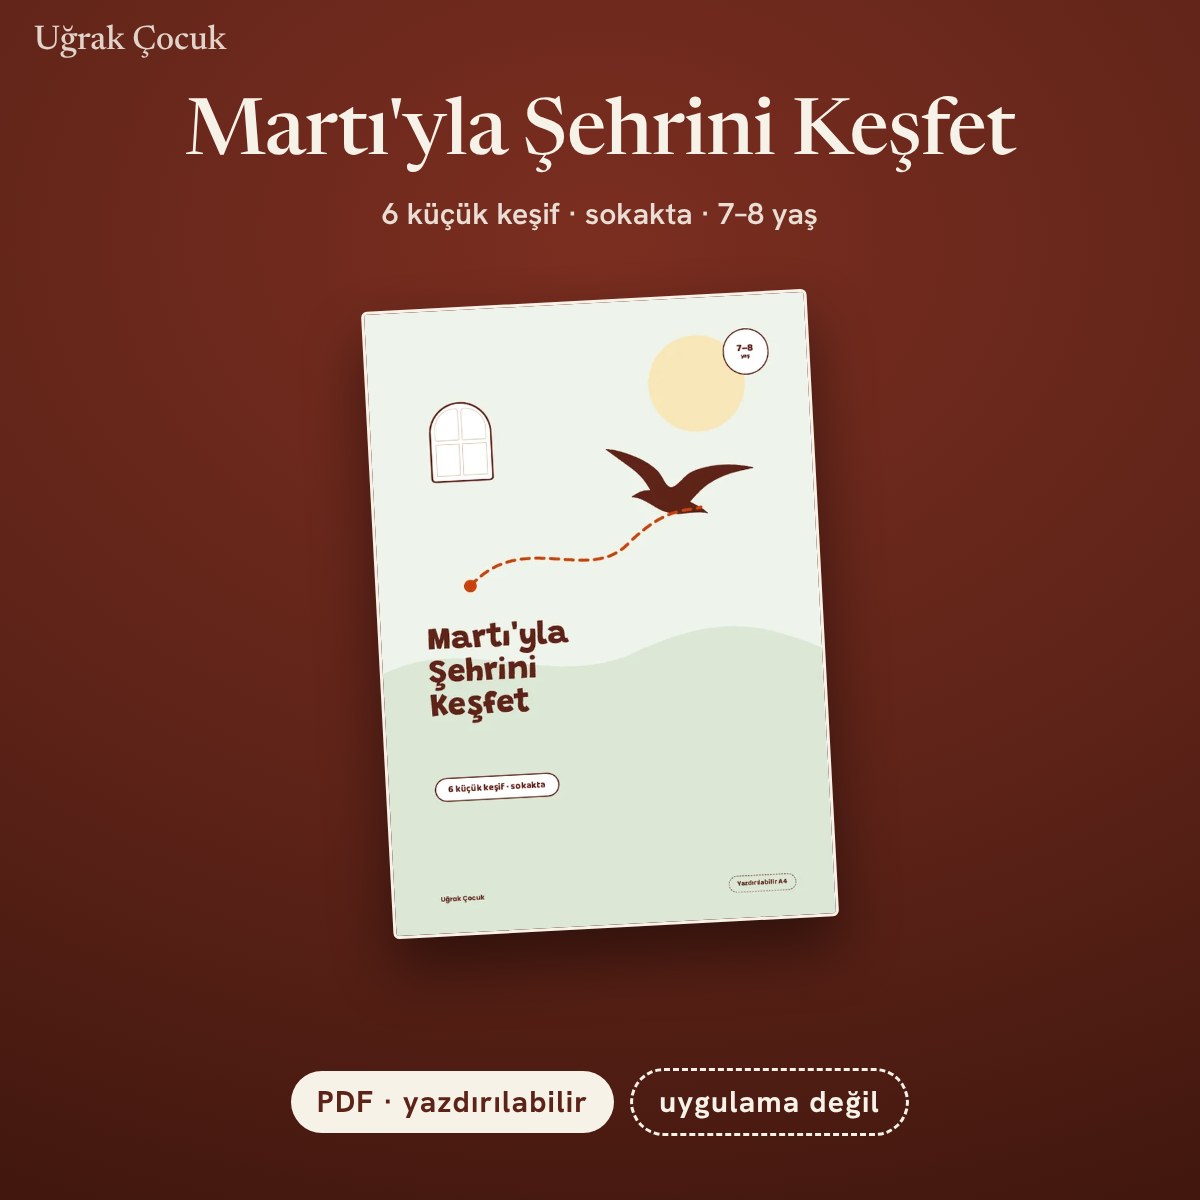 Uğrak Çocuk
Martı'yla Şehrini Keşfet
6 küçük keşif · sokakta · 7–8 yaş
7–8
yaş
Martı'yla
Şehrini
Keşfet
6 küçük keşif · sokakta
Yazdırılabilir A4
Uğrak Çocuk
PDF · yazdırılabilir
uygulama değil